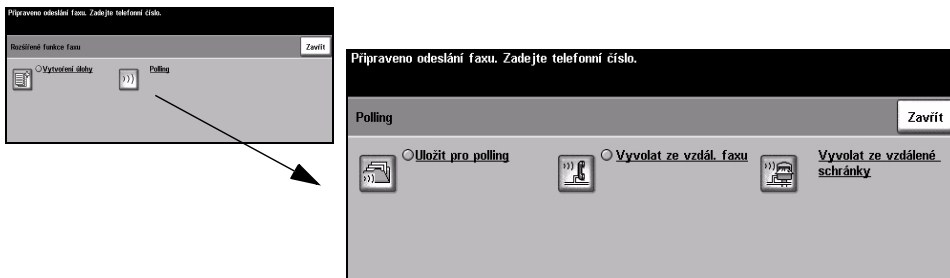 Připraveno odeslání faxu. Zadejte telefonní číslo.
Rozšířené funkce faxu
Zavřít
Vytvoření úlohy
Polling
Připraveno odeslání faxu. Zadejte telefonní číslo.
Polling
Zavřít
Uložit pro polling
Vyvolat ze vzdál. faxu
Vyvolat ze vzdálené
schránky